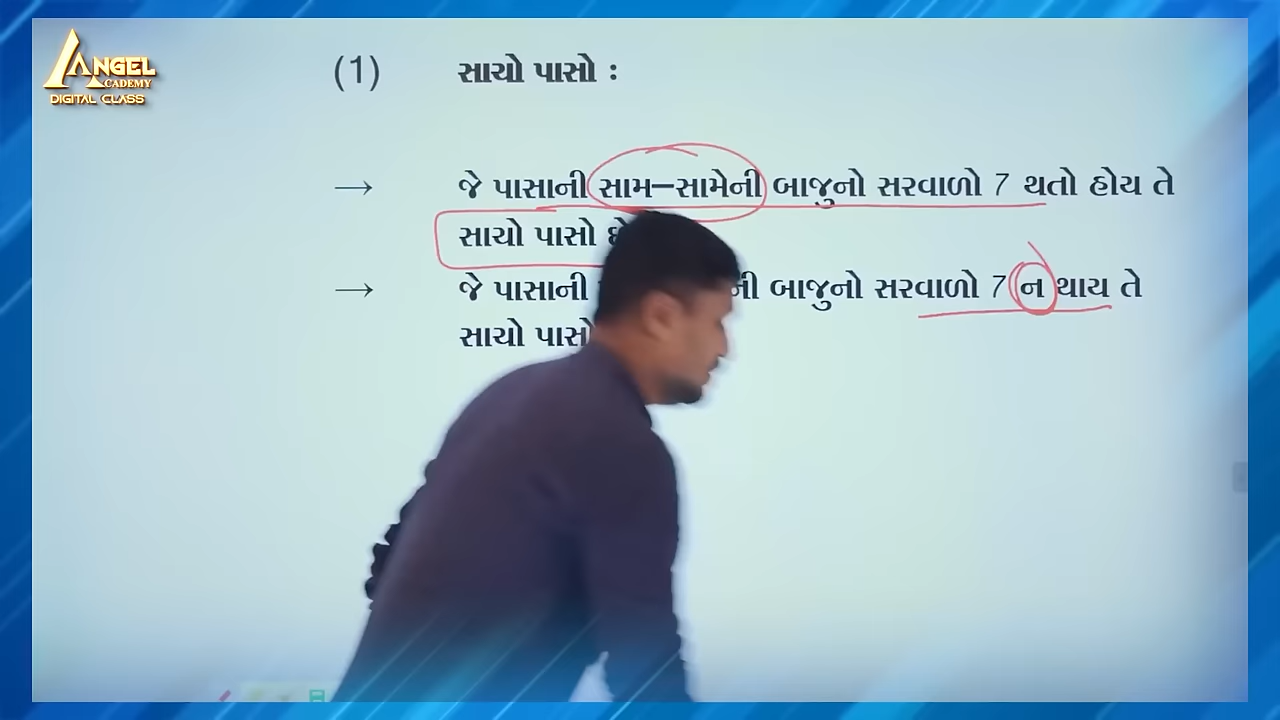 ANGEL
ACADEMY
DIGITAL CLASS
(1) સાચો પાસો :
→ જે પાસાની સામ–સામેની બાજુનો સરવાળો 7 થતો હોય તે
સાચો પાસો
→ જે પાસાની ની બાજુનો સરવાળો 7 ન થાય તે
સાચો પાસો